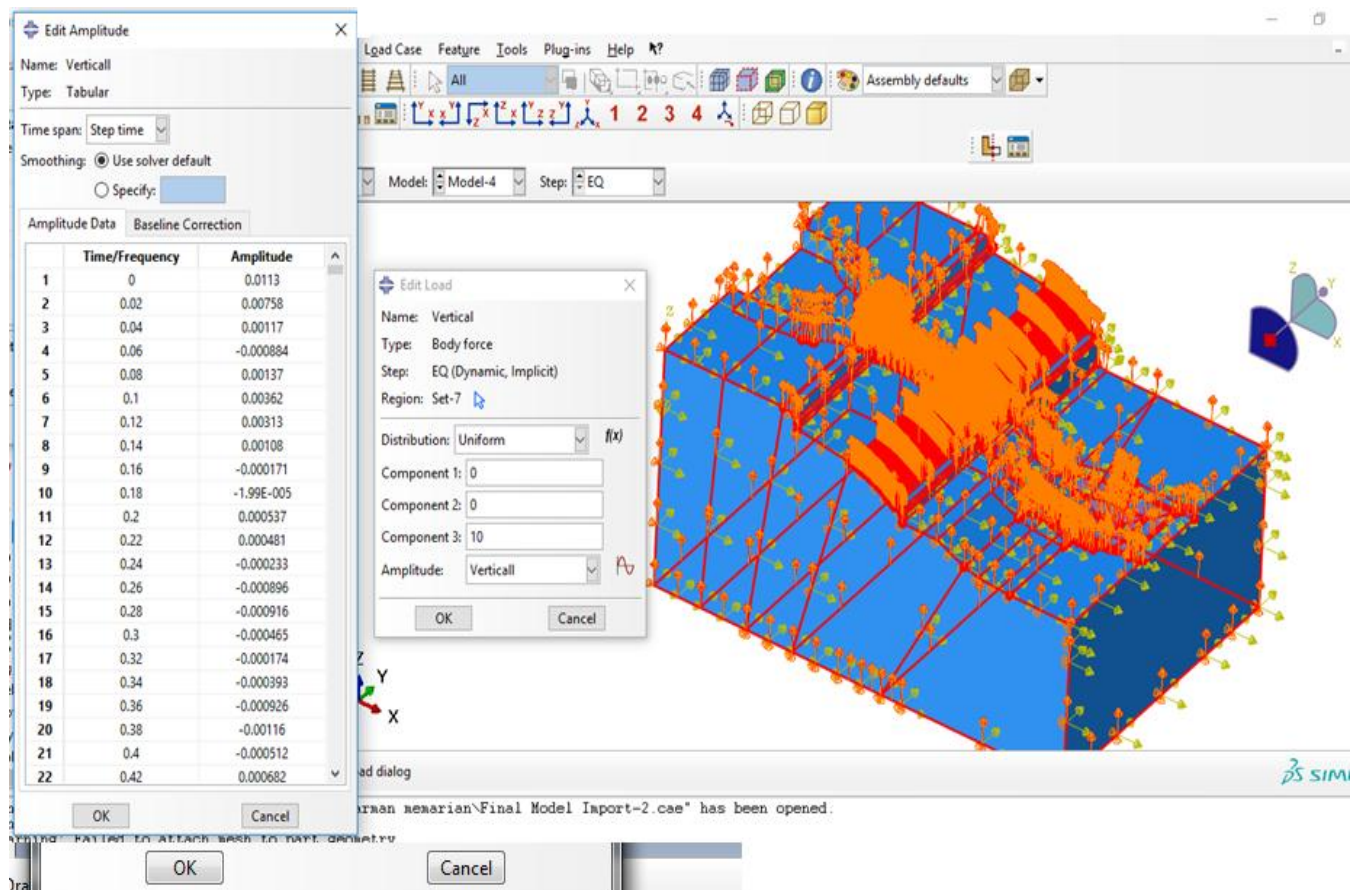 Edit Amplitude
Name: Verticall
Type: Tabular
Time span: Step time
Smoothing: Use solver default
Specify:
Amplitude Data Baseline Correction
Time/Frequency Amplitude
1 0 0.0113
2 0.02 0.00758
3 0.04 0.00117
4 0.06 -0.000884
5 0.08 0.00137
6 0.1 0.00362
7 0.12 0.00313
8 0.14 0.00108
9 0.16 -0.000171
10 0.18 -1.99E-005
11 0.2 0.000537
12 0.22 0.000481
13 0.24 -0.000233
14 0.26 -0.000896
15 0.28 -0.000916
16 0.3 -0.000465
17 0.32 -0.000174
18 0.34 -0.000393
19 0.36 -0.000926
20 0.38 -0.00116
21 0.4 -0.000512
22 0.42 0.000682
OK Cancel
Load Case Feature Tools Plug-ins Help
All Assembly defaults
1 2 3 4
Model: Model-4 Step: EQ
Edit Load
Name: Vertical
Type: Body force
Step: EQ (Dynamic, Implicit)
Region: Set-7
Distribution: Uniform f(x)
Component 1: 0
Component 2: 0
Component 3: 10
Amplitude: Verticall
OK Cancel
Z
Y
X
Z
Y
X
ad dialog
SIM
rman memarian\Final Model Import-2.cae" has been opened.
Failed to attach mesh to part geometry
OK Cancel